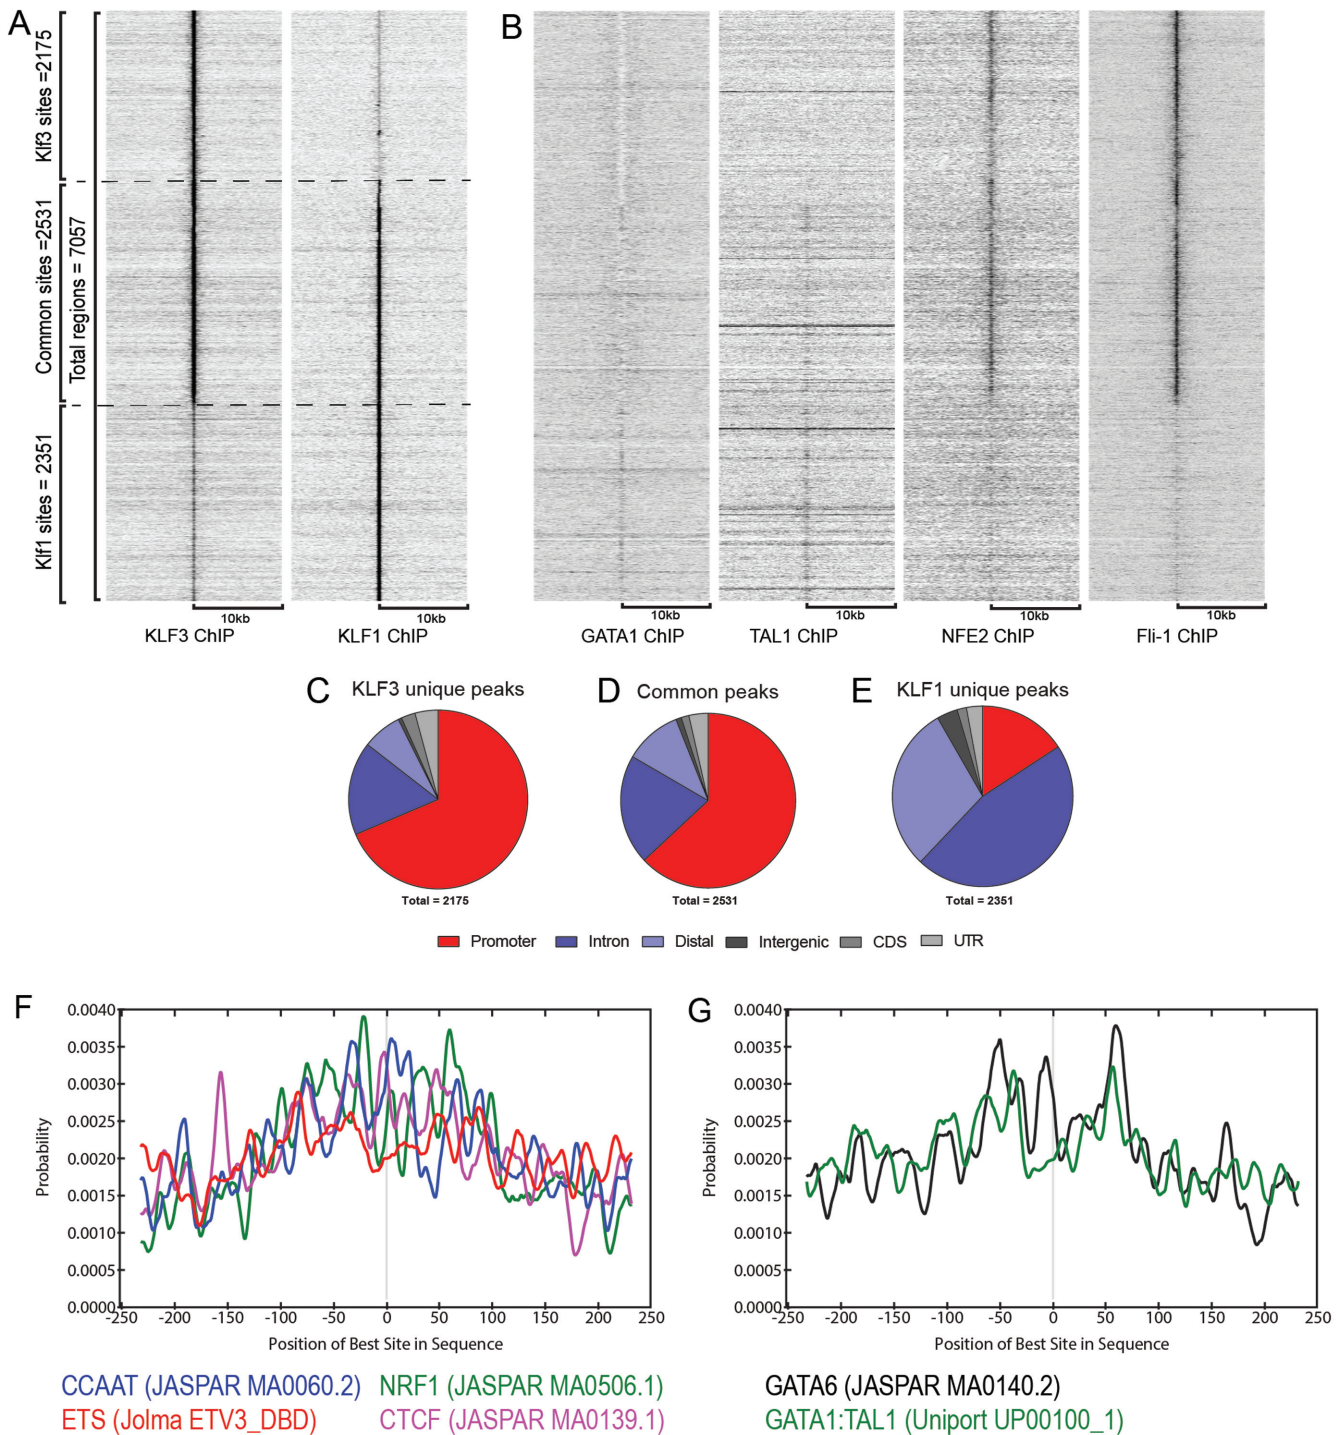 A
B
Klf3 sites =2175
Common sites =2531
Klf1 sites = 2351
Total regions = 7057
10kb
10kb
10kb
10kb
10kb
10kb
KLF3 ChIP
KLF1 ChIP
GATA1 ChIP
TAL1 ChIP
NFE2 ChIP
Fli-1 ChIP
C
KLF3 unique peaks
D
Common peaks
E
KLF1 unique peaks
Total = 2175
Total = 2531
Total = 2351
Promoter
Intron
Distal
Intergenic
CDS
UTR
F
0.0040
0.0035
0.0030
0.0025
0.0020
0.0015
0.0010
0.0005
0.0000
Probability
-250
-200
-150
-100
-50
0
50
100
150
200
250
Position of Best Site in Sequence
CCAAT (JASPAR MA0060.2)
NRF1 (JASPAR MA0506.1)
ETS (Jolma ETV3_DBD)
CTCF (JASPAR MA0139.1)
G
0.0040
0.0035
0.0030
0.0025
0.0020
0.0015
0.0010
0.0005
0.0000
Probability
-250
-200
-150
-100
-50
0
50
100
150
200
250
Position of Best Site in Sequence
GATA6 (JASPAR MA0140.2)
GATA1:TAL1 (Uniport UP00100_1)